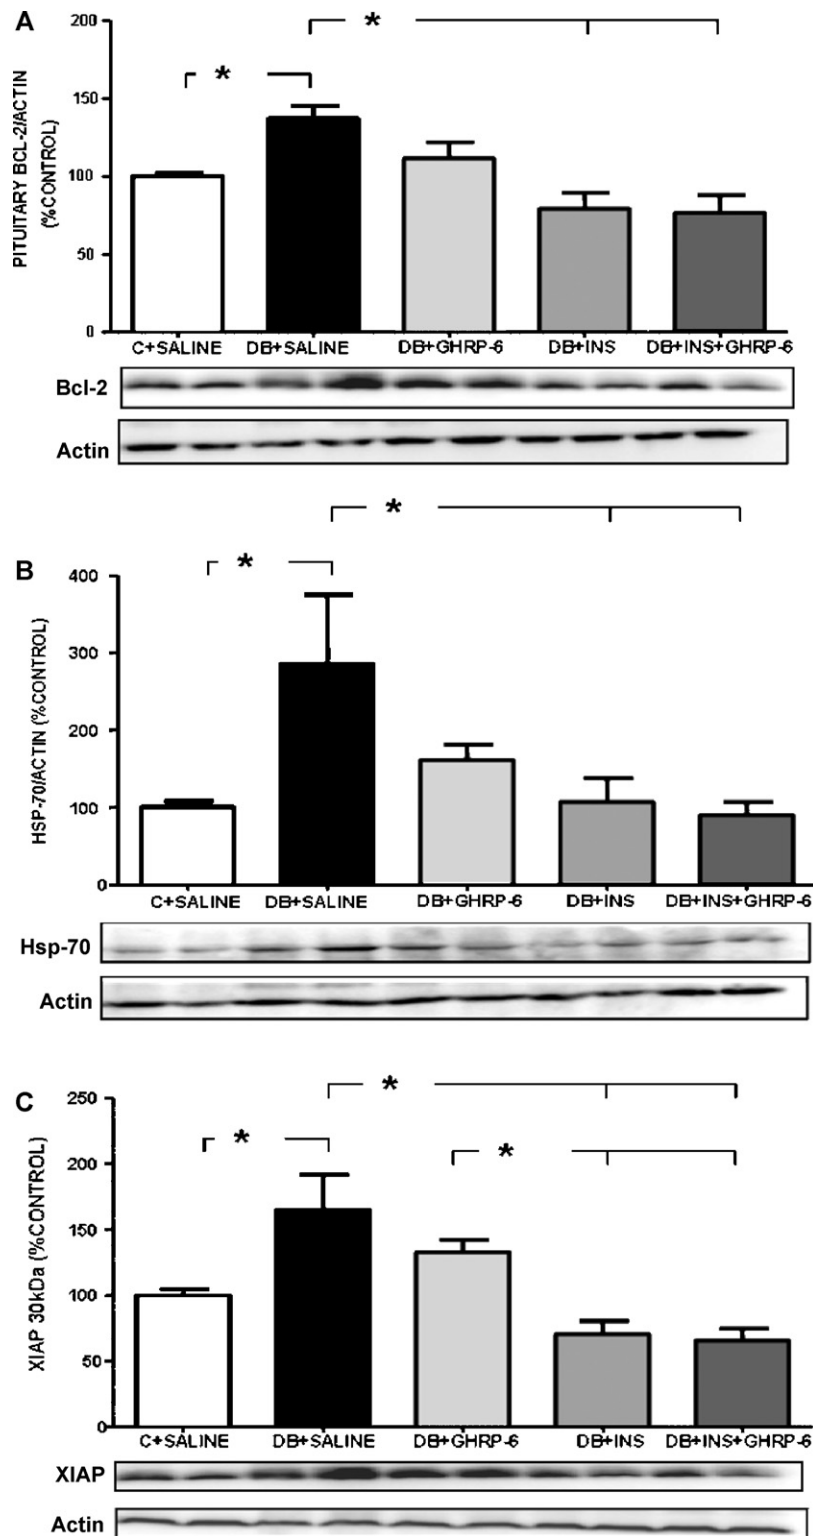 A
*
*
PITUITARY BCL-2/ACTIN
(%CONTROL)
200
150
100
50
0
C+SALINE DB+SALINE DB+GHRP-6 DB+INS DB+INS+GHRP-6
Bcl-2
Actin
*
B
*
HSP-70/ACTIN (%CONTROL)
400
300
200
100
0
C+SALINE DB+SALINE DB+GHRP-6 DB+INS DB+INS+GHRP-6
Hsp-70
Actin
C
*
*
*
XIAP 30kDa (%CONTROL)
250
200
150
100
50
0
C+SALINE DB+SALINE DB+GHRP-6 DB+INS DB+INS+GHRP-6
XIAP
Actin